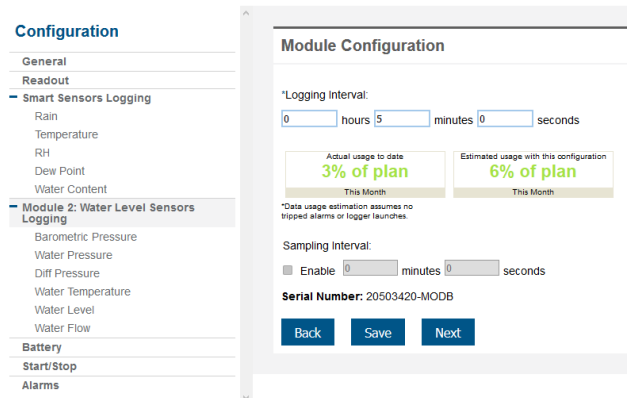 Configuration
General
Readout
Smart Sensors Logging
Rain
Temperature
RH
Dew Point
Water Content
Module 2: Water Level Sensors
Logging
Barometric Pressure
Water Pressure
Diff Pressure
Water Temperature
Water Level
Water Flow
Battery
Start/Stop
Alarms
Module Configuration
*Logging Interval:
0 hours 5 minutes 0 seconds
Actual usage to date
3% of plan
This Month
Estimated usage with this configuration
6% of plan
This Month
*Data usage estimation assumes no
tripped alarms or logger launches.
Sampling Interval:
Enable 0 minutes 0 seconds
Serial Number: 20503420-MODB
Back Save Next